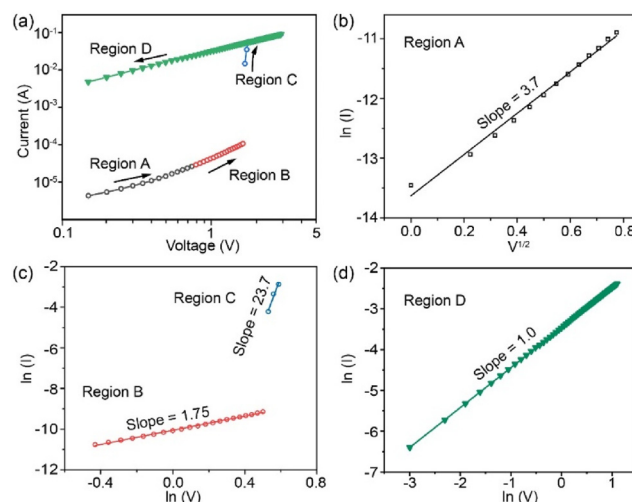 (a)
10⁻¹
10⁻²
10⁻³
10⁻⁴
10⁻⁵
Current (A)
Region D
Region C
Region A
Region B
0.1
1
5
Voltage (V)
(b)
-11
-12
-13
-14
ln (I)
Region A
Slope = 3.7
0.0 0.2 0.4 0.6 0.8
V^1/2
(c)
-2
-4
-6
-8
-10
-12
ln (I)
Region C
Slope = 23.7
Region B
Slope = 1.75
-0.4 0.0 0.4 0.8
ln (V)
(d)
-2
-3
-4
-5
-6
-7
ln (I)
Region D
Slope = 1.0
-3 -2 -1 0 1
ln (V)